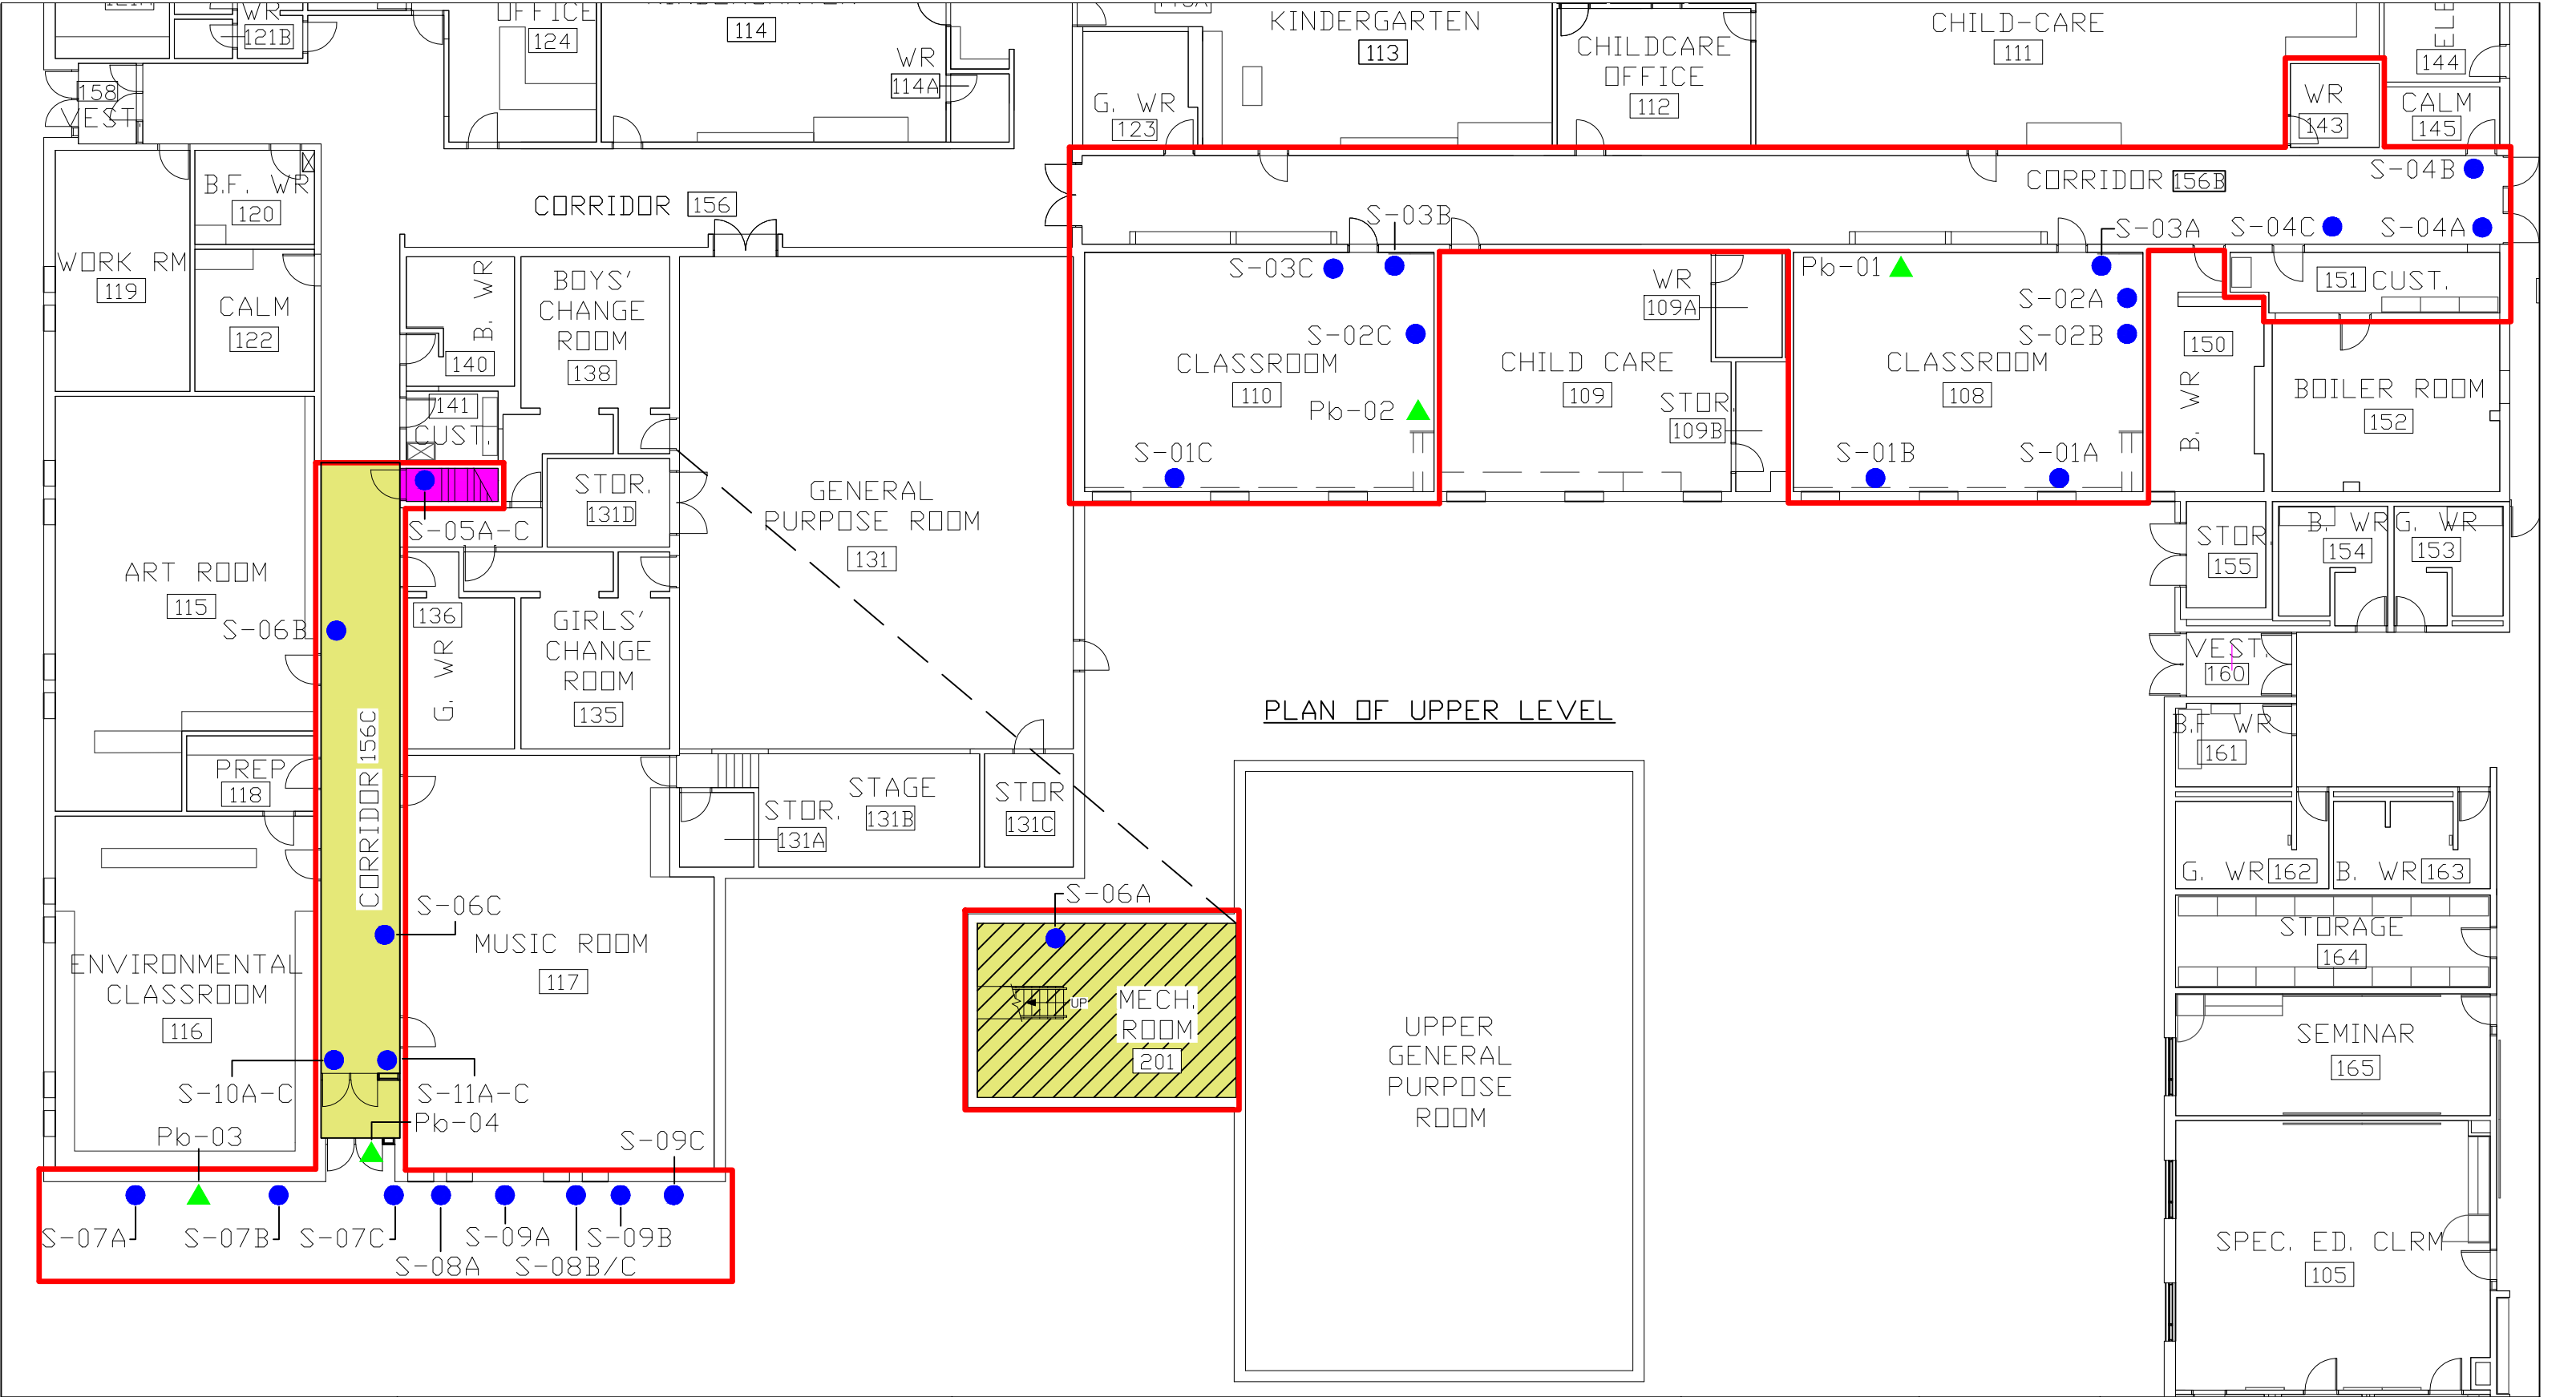 WR
121B
OFFICE
124
KINDERGARTEN
114
WR
114A
KINDERGARTEN
113
CHILDCARE
OFFICE
112
CHILD-CARE
111
144
WR
143
CALM
145
158
VEST
G. WR
123
B.F. WR
120
CORRIDOR 156
CORRIDOR 156B
S-04B
S-03B
S-03A
S-04C
S-04A
WORK RM
119
CALM
122
B. WR
140
BOYS'
CHANGE
ROOM
138
S-03C
S-02C
CLASSROOM
110
Pb-02
S-01C
WR
109A
CHILD CARE
109
STOR.
109B
Pb-01
S-02A
S-02B
CLASSROOM
108
S-01B
S-01A
150
B. WR
151 CUST.
BOILER ROOM
152
141
CUST.
STOR.
131D
S-05A-C
GENERAL
PURPOSE ROOM
131
STOR.
155
B. WR
154
G. WR
153
ART ROOM
115
S-06B
136
G. WR
GIRLS'
CHANGE
ROOM
135
VEST.
160
PLAN OF UPPER LEVEL
B.F WR
161
PREP
118
CORRIDOR 156C
STOR.
131A
STAGE
131B
STOR
131C
G. WR 162
B. WR 163
S-06A
S-06C
MUSIC ROOM
117
STORAGE
164
ENVIRONMENTAL
CLASSROOM
116
UP
MECH.
ROOM
201
UPPER
GENERAL
PURPOSE
ROOM
SEMINAR
165
S-10A-C
S-11A-C
Pb-03
Pb-04
S-09C
S-07A
S-07B
S-07C
S-08A
S-09A
S-08B/C
S-09B
SPEC. ED. CLRM
105